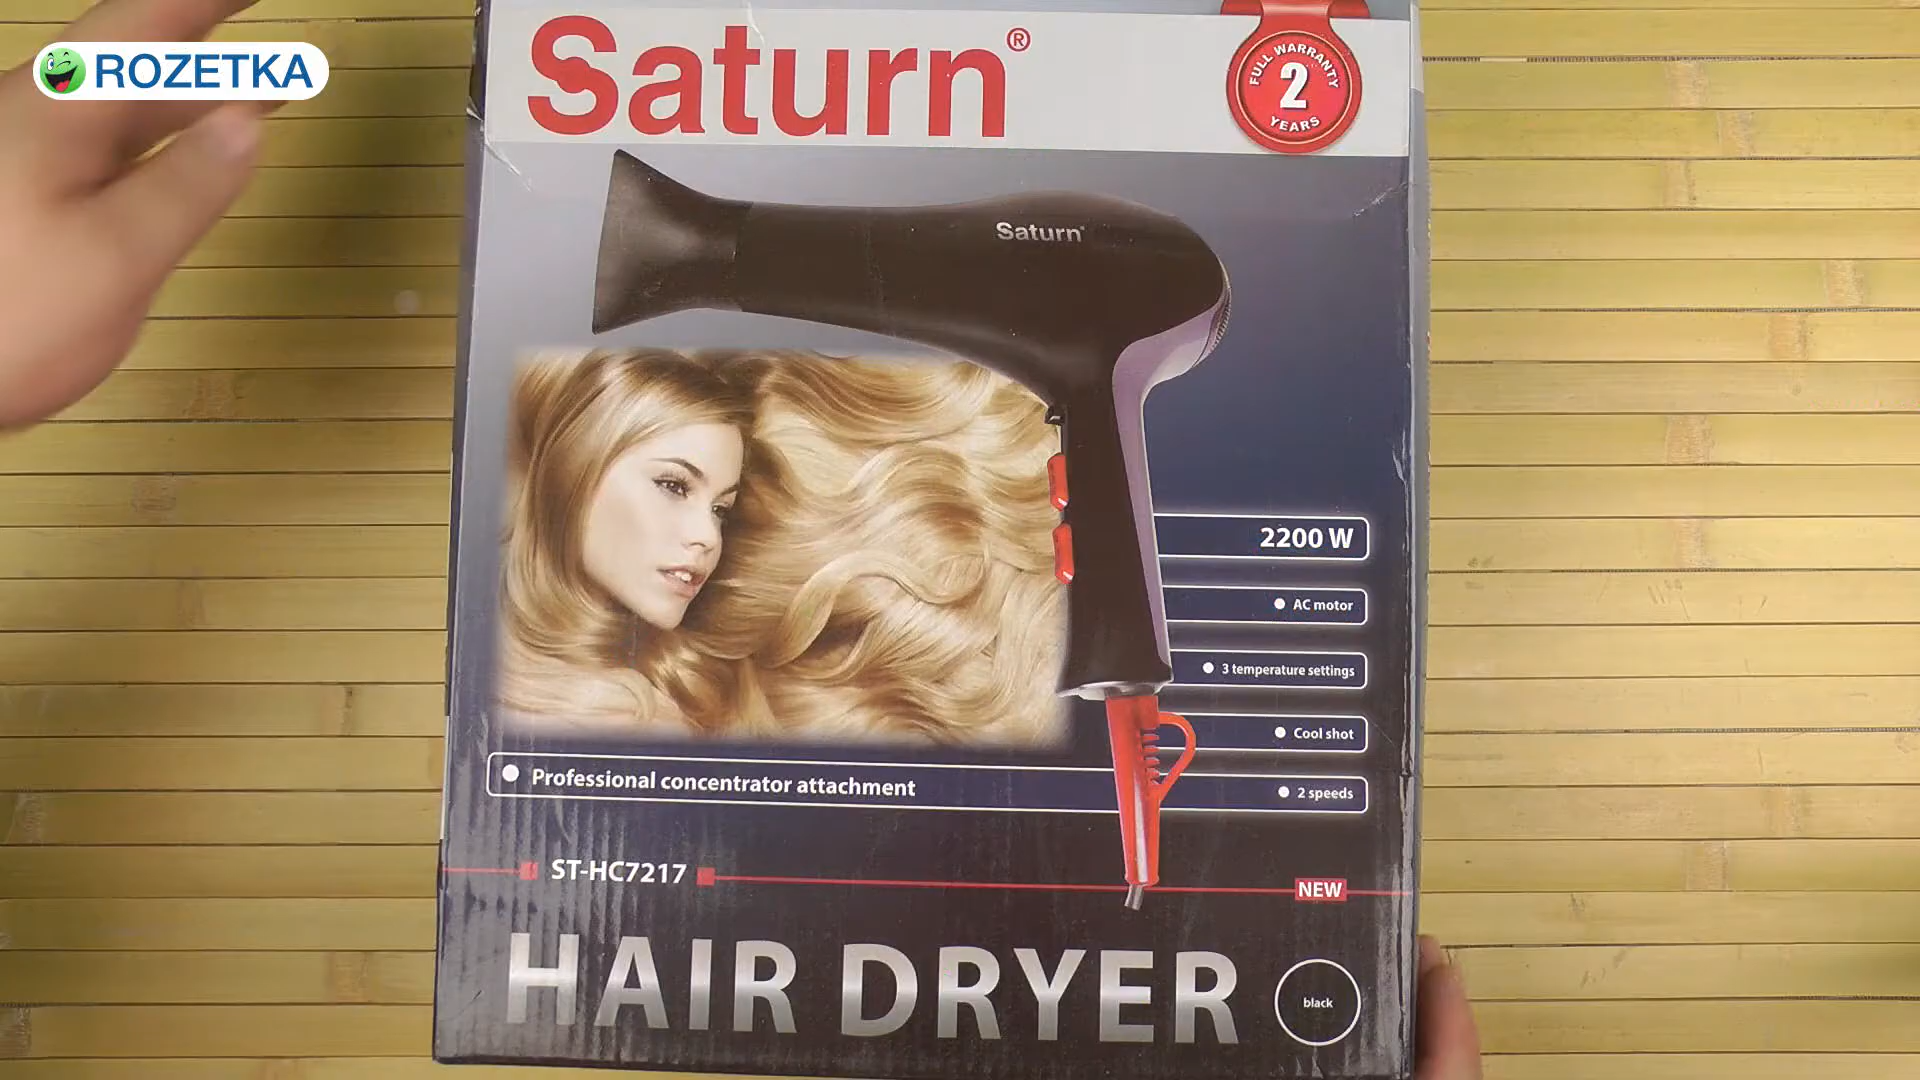 ROZETKA
Saturn®
FULL WARRANTY
2
YEARS
Saturn
2200 W
AC motor
3 temperature settings
Cool shot
Professional concentrator attachment
2 speeds
ST-HC7217
NEW
HAIR DRYER
black